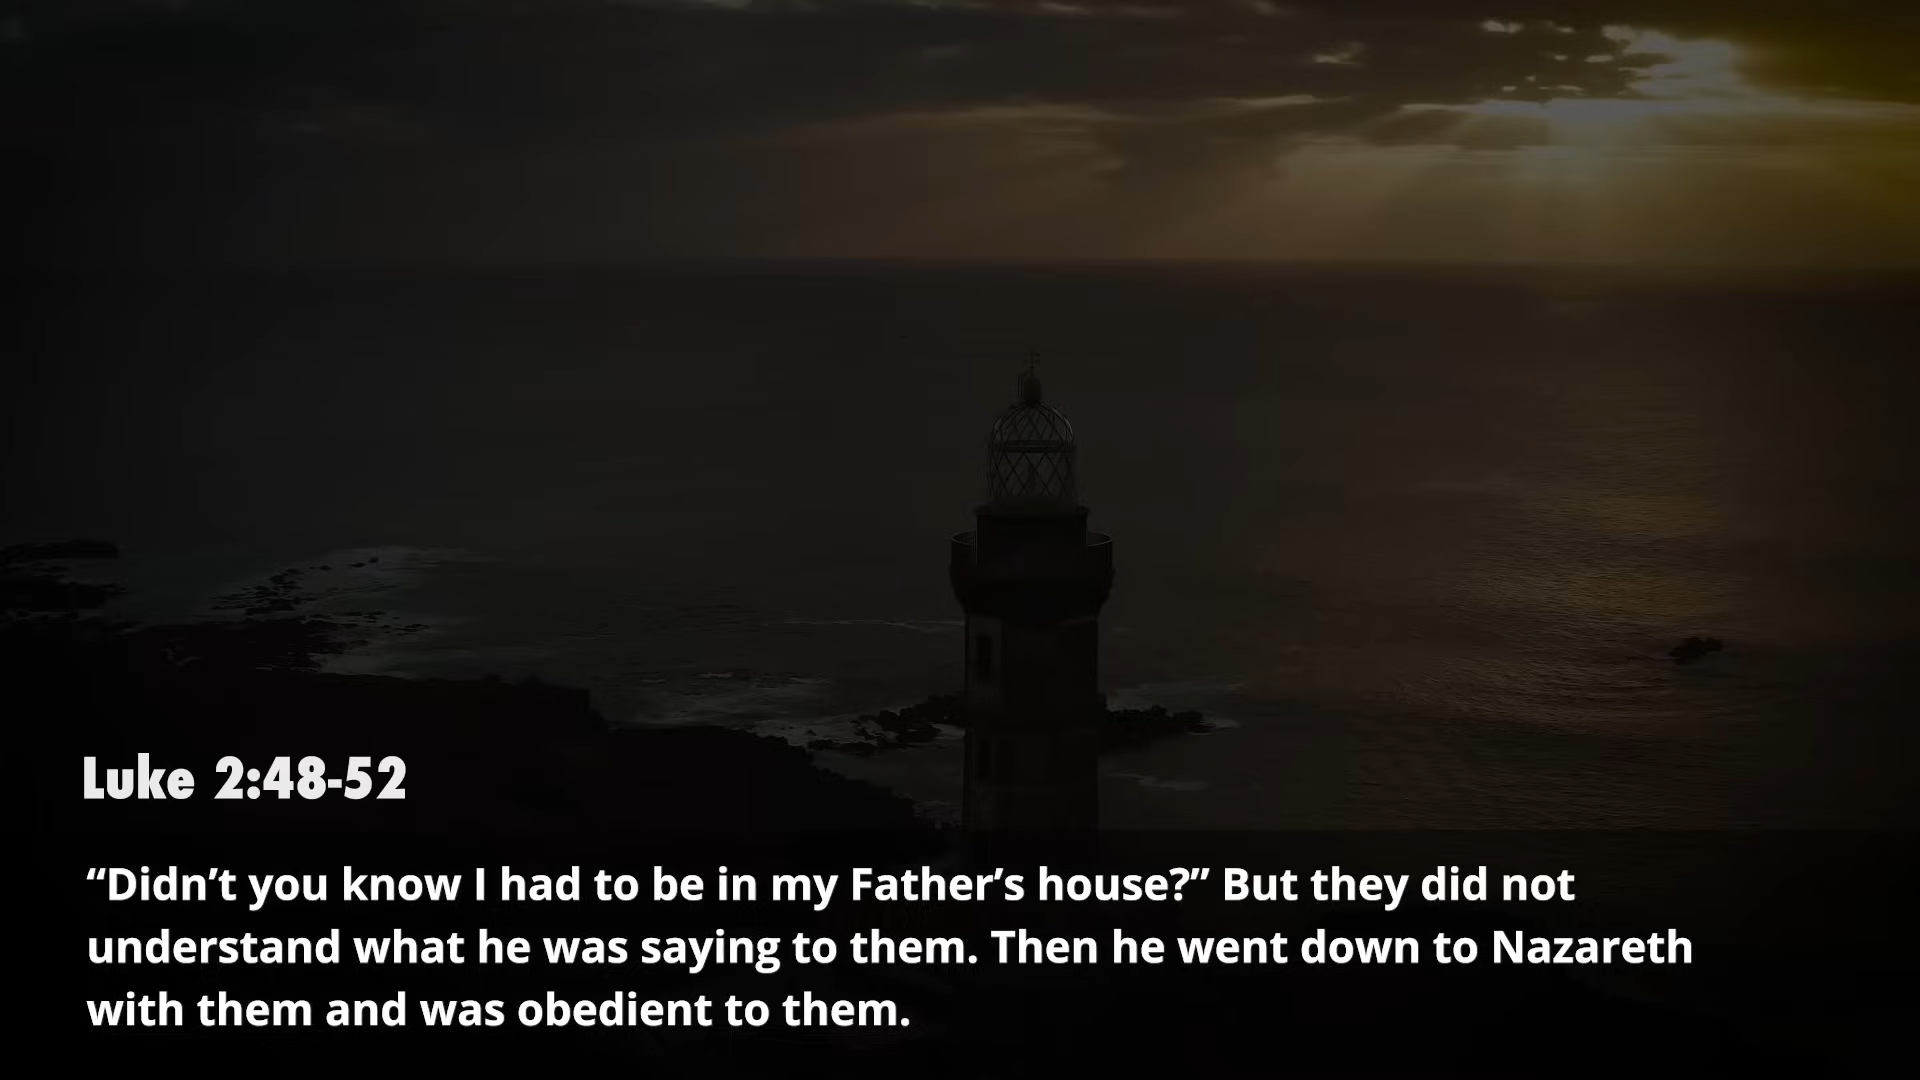 Luke 2:48-52
“Didn’t you know I had to be in my Father’s house?” But they did not
understand what he was saying to them. Then he went down to Nazareth
with them and was obedient to them.